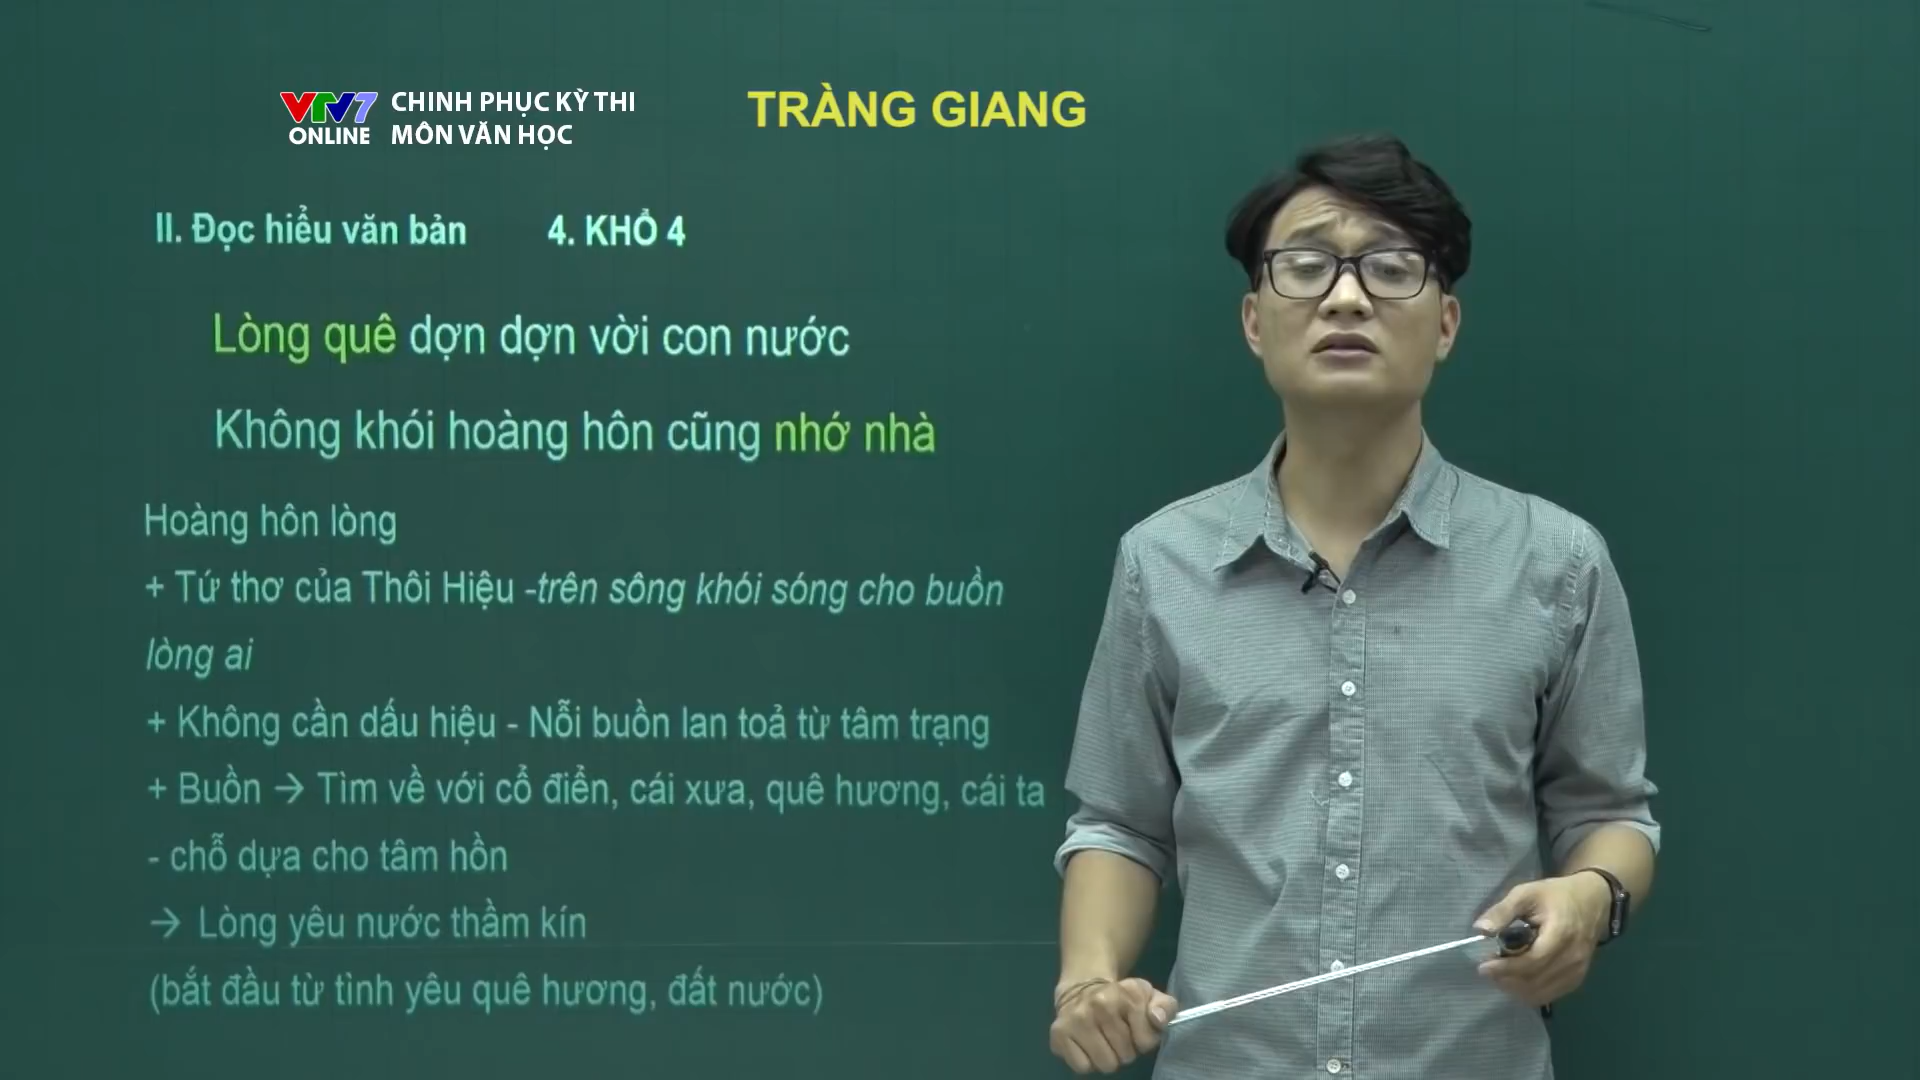 VTV7 ONLINE
CHINH PHỤC KỲ THI
MÔN VĂN HỌC
TRÀNG GIANG
II. Đọc hiểu văn bản 4. KHỔ 4
Lòng quê dợn dợn vời con nước
Không khói hoàng hôn cũng nhớ nhà
Hoàng hôn lòng
+ Tứ thơ của Thôi Hiệu -trên sông khói sóng cho buồn
lòng ai
+ Không cần dấu hiệu - Nỗi buồn lan toả từ tâm trạng
+ Buồn → Tìm về với cổ điển, cái xưa, quê hương, cái ta
- chỗ dựa cho tâm hồn
→ Lòng yêu nước thầm kín
(bắt đầu từ tình yêu quê hương, đất nước)